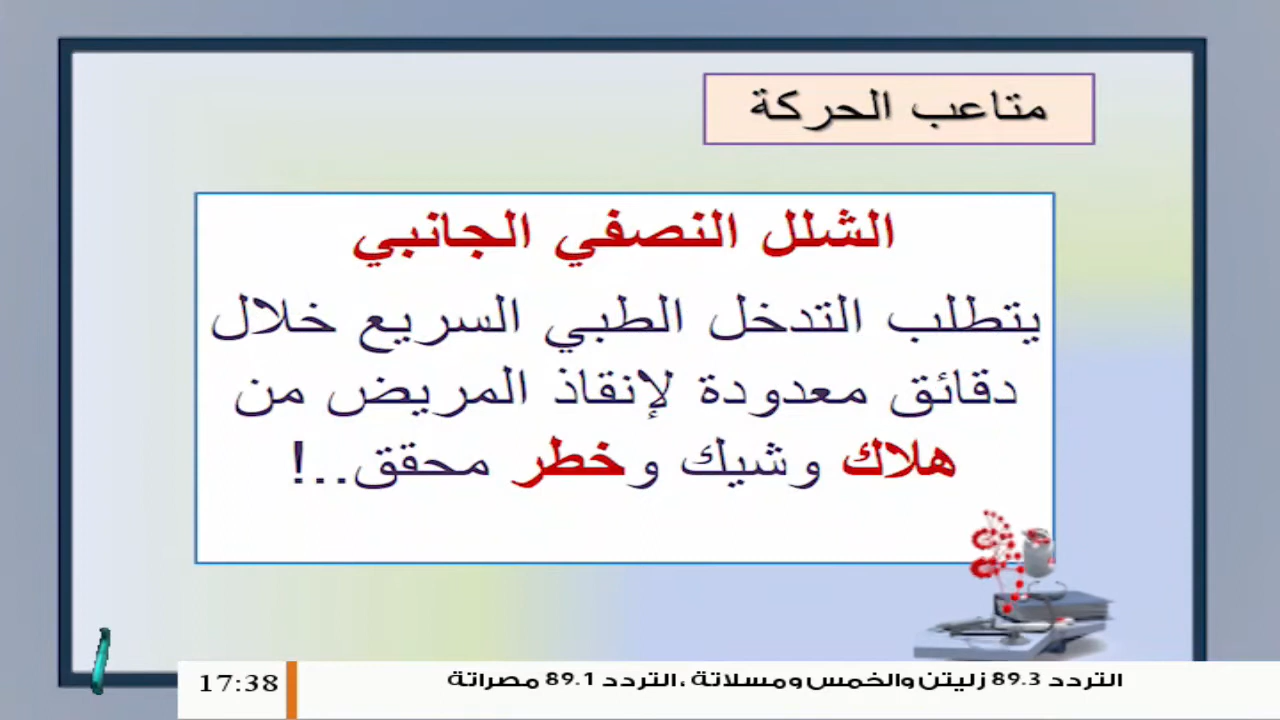 متاعب الحركة
الشلل النصفي الجانبي
يتطلب التدخل الطبي السريع خلال
دقائق معدودة لإنقاذ المريض من
هلاك وشيك وخطر محقق..!
17:38
التردد 89.3 زليتن والخمس ومسلاتة ، التردد 89.1 مصراتة